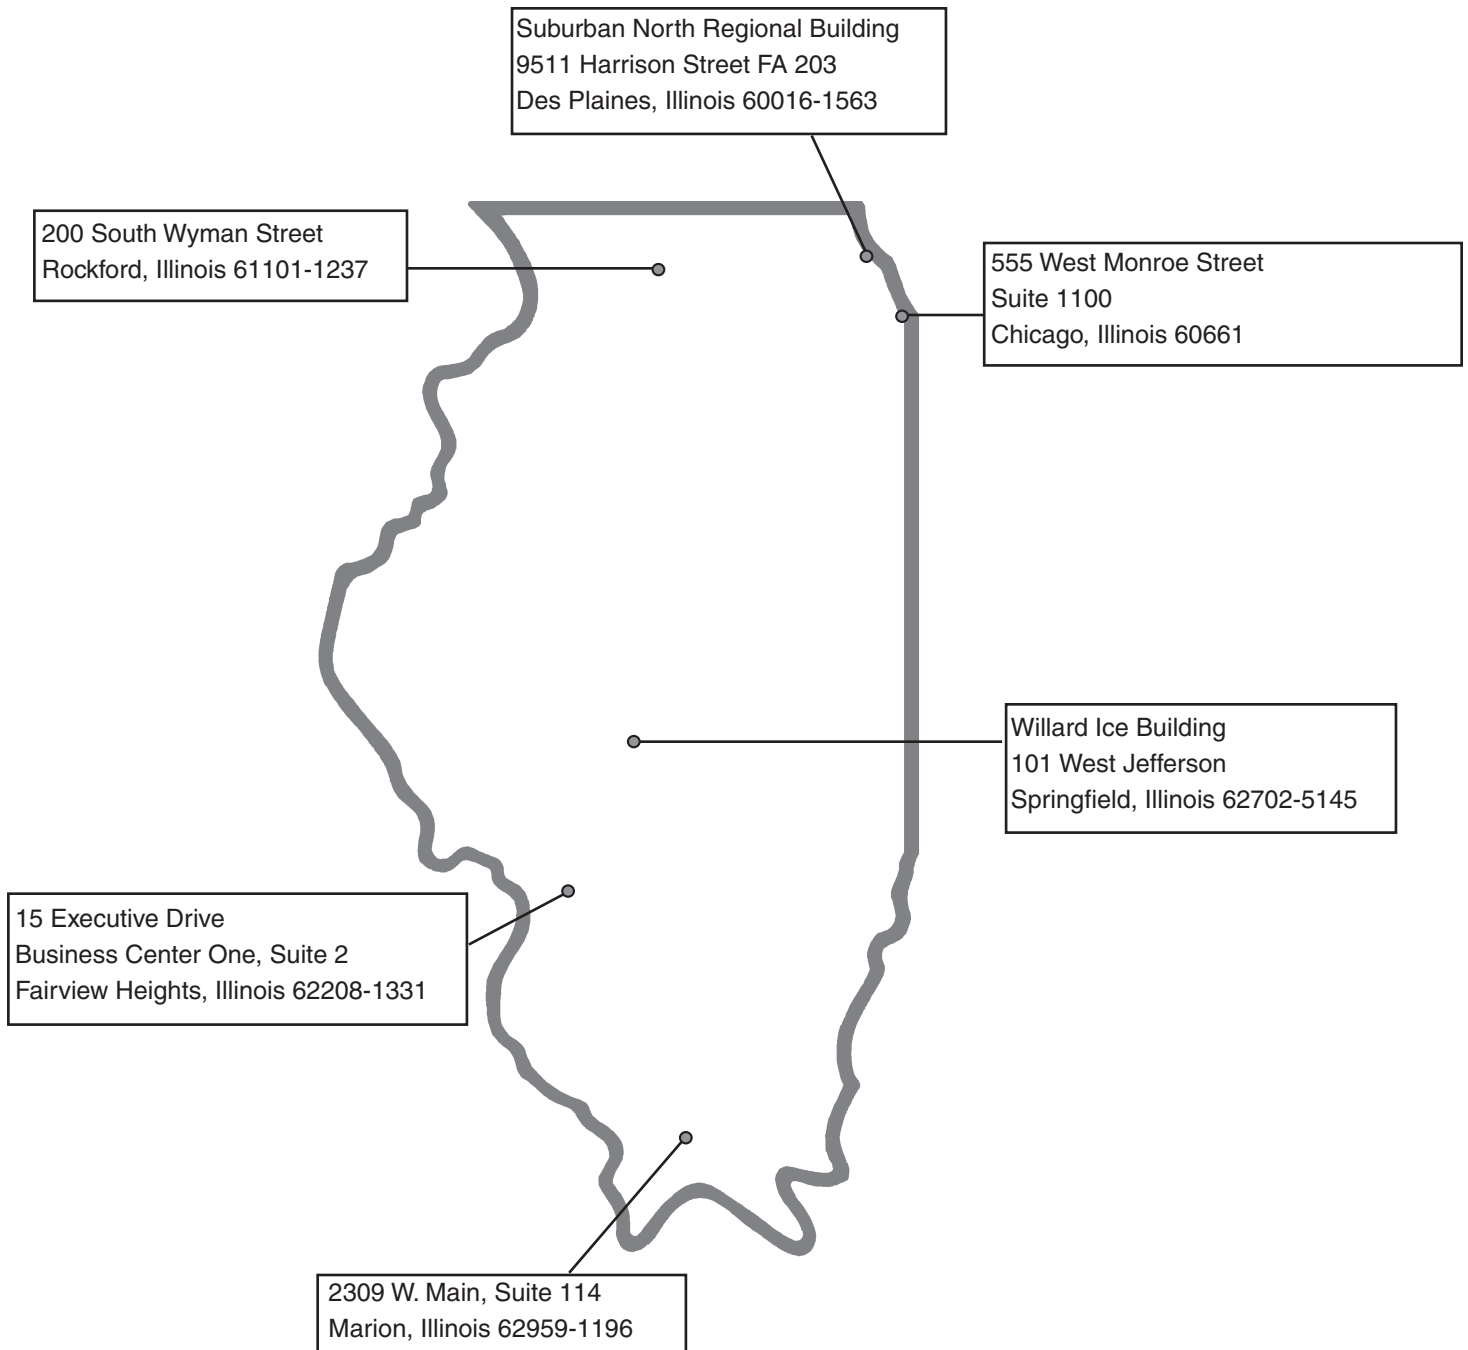 Suburban North Regional Building
9511 Harrison Street FA 203
Des Plaines, Illinois 60016-1563
200 South Wyman Street
Rockford, Illinois 61101-1237
555 West Monroe Street
Suite 1100
Chicago, Illinois 60661
Willard Ice Building
101 West Jefferson
Springfield, Illinois 62702-5145
15 Executive Drive
Business Center One, Suite 2
Fairview Heights, Illinois 62208-1331
2309 W. Main, Suite 114
Marion, Illinois 62959-1196